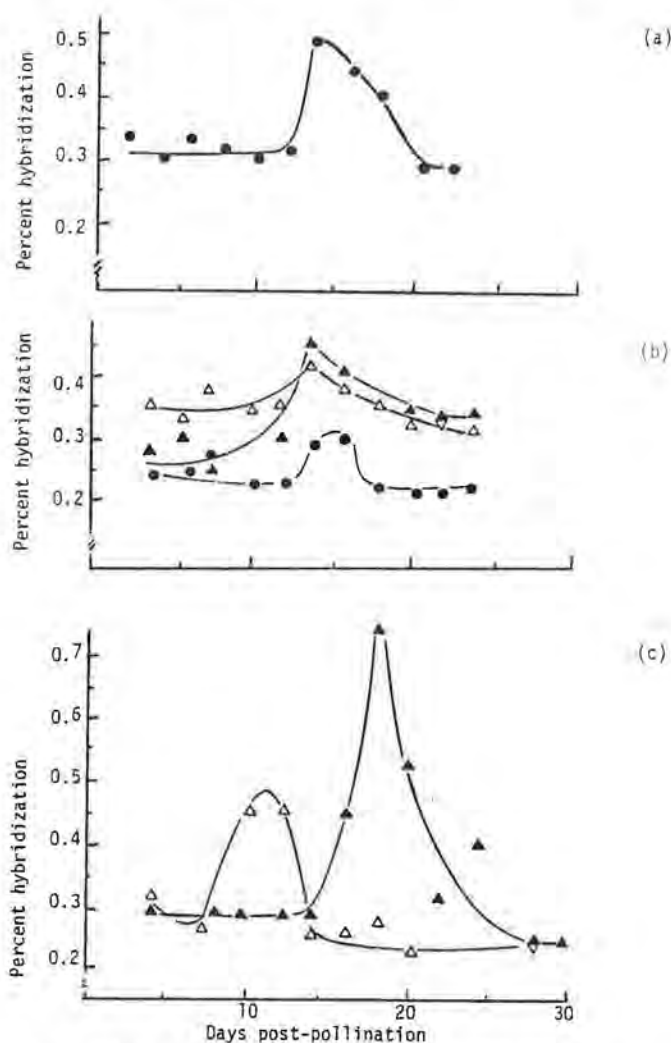 (a)
Percent hybridization
0.5
0.4
0.3
0.2
(b)
Percent hybridization
0.4
0.3
0.2
(c)
Percent hybridization
0.7
0.6
0.5
0.4
0.3
0.2
10
20
30
Days post-pollination